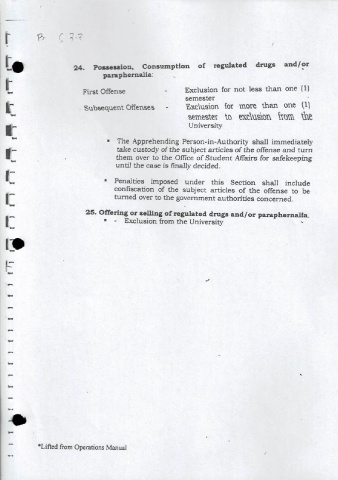 24. Possession, Consumption of regulated drugs and/or
paraphernalia:
First Offense - Exclusion for not less than one (1)
semester
Subsequent Offenses - Exclusion for more than one (1)
semester to exclusion from the
University
• The Apprehending Person-in-Authority shall immediately
take custody of the subject articles of the offense and turn
them over to the Office of Student Affairs for safekeeping
until the case is finally decided.
• Penalties imposed under this Section shall include
confiscation of the subject articles of the offense to be
turned over to the government authorities concerned.
25. Offering or selling of regulated drugs and/or paraphernalia.
• - Exclusion from the University
*Lifted from Operations Manual